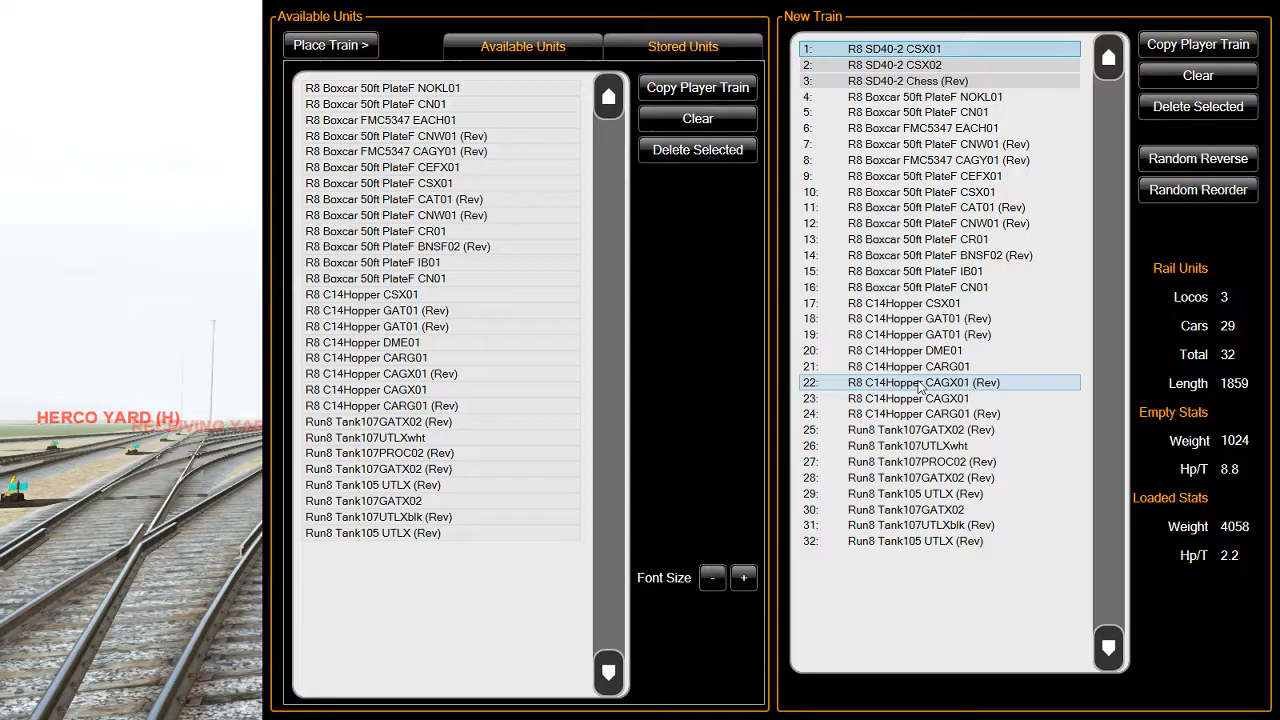 Available Units
Place Train >
Available Units
Stored Units
R8 Boxcar 50ft PlateF NOKL01
R8 Boxcar 50ft PlateF CN01
R8 Boxcar FMC5347 EACH01
R8 Boxcar 50ft PlateF CNW01 (Rev)
R8 Boxcar FMC5347 CAGY01 (Rev)
R8 Boxcar 50ft PlateF CEFX01
R8 Boxcar 50ft PlateF CSX01
R8 Boxcar 50ft PlateF CAT01 (Rev)
R8 Boxcar 50ft PlateF CNW01 (Rev)
R8 Boxcar 50ft PlateF CR01
R8 Boxcar 50ft PlateF BNSF02 (Rev)
R8 Boxcar 50ft PlateF IB01
R8 Boxcar 50ft PlateF CN01
R8 C14Hopper CSX01
R8 C14Hopper GAT01 (Rev)
R8 C14Hopper GAT01 (Rev)
R8 C14Hopper DME01
R8 C14Hopper CARG01
R8 C14Hopper CAGX01 (Rev)
R8 C14Hopper CAGX01
R8 C14Hopper CARG01 (Rev)
Run8 Tank107GATX02 (Rev)
Run8 Tank107UTLXwht
Run8 Tank107PROC02 (Rev)
Run8 Tank107GATX02 (Rev)
Run8 Tank105 UTLX (Rev)
Run8 Tank107GATX02
Run8 Tank107UTLXblk (Rev)
Run8 Tank105 UTLX (Rev)
Copy Player Train
Clear
Delete Selected
Font Size - +
New Train
1: R8 SD40-2 CSX01
2: R8 SD40-2 CSX02
3: R8 SD40-2 Chess (Rev)
4: R8 Boxcar 50ft PlateF NOKL01
5: R8 Boxcar 50ft PlateF CN01
6: R8 Boxcar FMC5347 EACH01
7: R8 Boxcar 50ft PlateF CNW01 (Rev)
8: R8 Boxcar FMC5347 CAGY01 (Rev)
9: R8 Boxcar 50ft PlateF CEFX01
10: R8 Boxcar 50ft PlateF CSX01
11: R8 Boxcar 50ft PlateF CAT01 (Rev)
12: R8 Boxcar 50ft PlateF CNW01 (Rev)
13: R8 Boxcar 50ft PlateF CR01
14: R8 Boxcar 50ft PlateF BNSF02 (Rev)
15: R8 Boxcar 50ft PlateF IB01
16: R8 Boxcar 50ft PlateF CN01
17: R8 C14Hopper CSX01
18: R8 C14Hopper GAT01 (Rev)
19: R8 C14Hopper GAT01 (Rev)
20: R8 C14Hopper DME01
21: R8 C14Hopper CARG01
22: R8 C14Hopper CAGX01 (Rev)
23: R8 C14Hopper CAGX01
24: R8 C14Hopper CARG01 (Rev)
25: Run8 Tank107GATX02 (Rev)
26: Run8 Tank107UTLXwht
27: Run8 Tank107PROC02 (Rev)
28: Run8 Tank107GATX02 (Rev)
29: Run8 Tank105 UTLX (Rev)
30: Run8 Tank107GATX02
31: Run8 Tank107UTLXblk (Rev)
32: Run8 Tank105 UTLX (Rev)
Copy Player Train
Clear
Delete Selected
Random Reverse
Random Reorder
Rail Units
Locos 3
Cars 29
Total 32
Length 1859
Empty Stats
Weight 1024
Hp/T 8.8
Loaded Stats
Weight 4058
Hp/T 2.2
HERCO YARD (H)
RECEIVING YAR